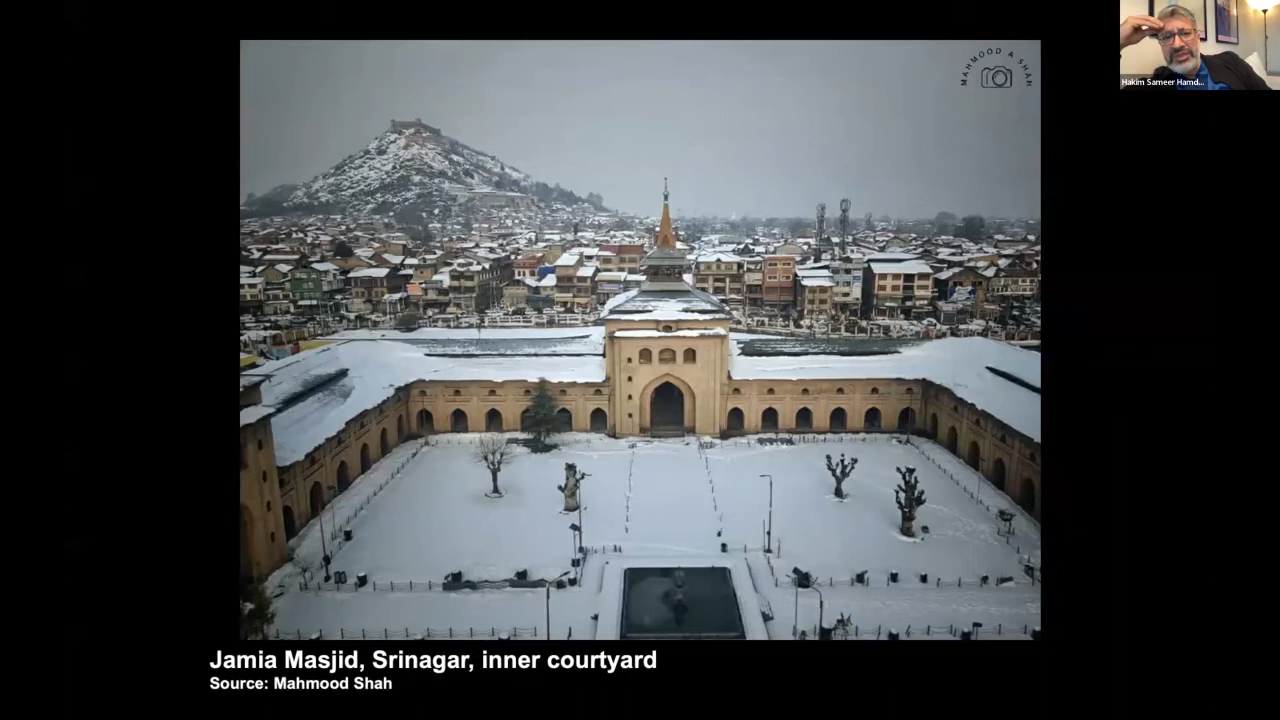 MAHMOOD A SHAH
Hakim Sameer Hamd...
Jamia Masjid, Srinagar, inner courtyard
Source: Mahmood Shah